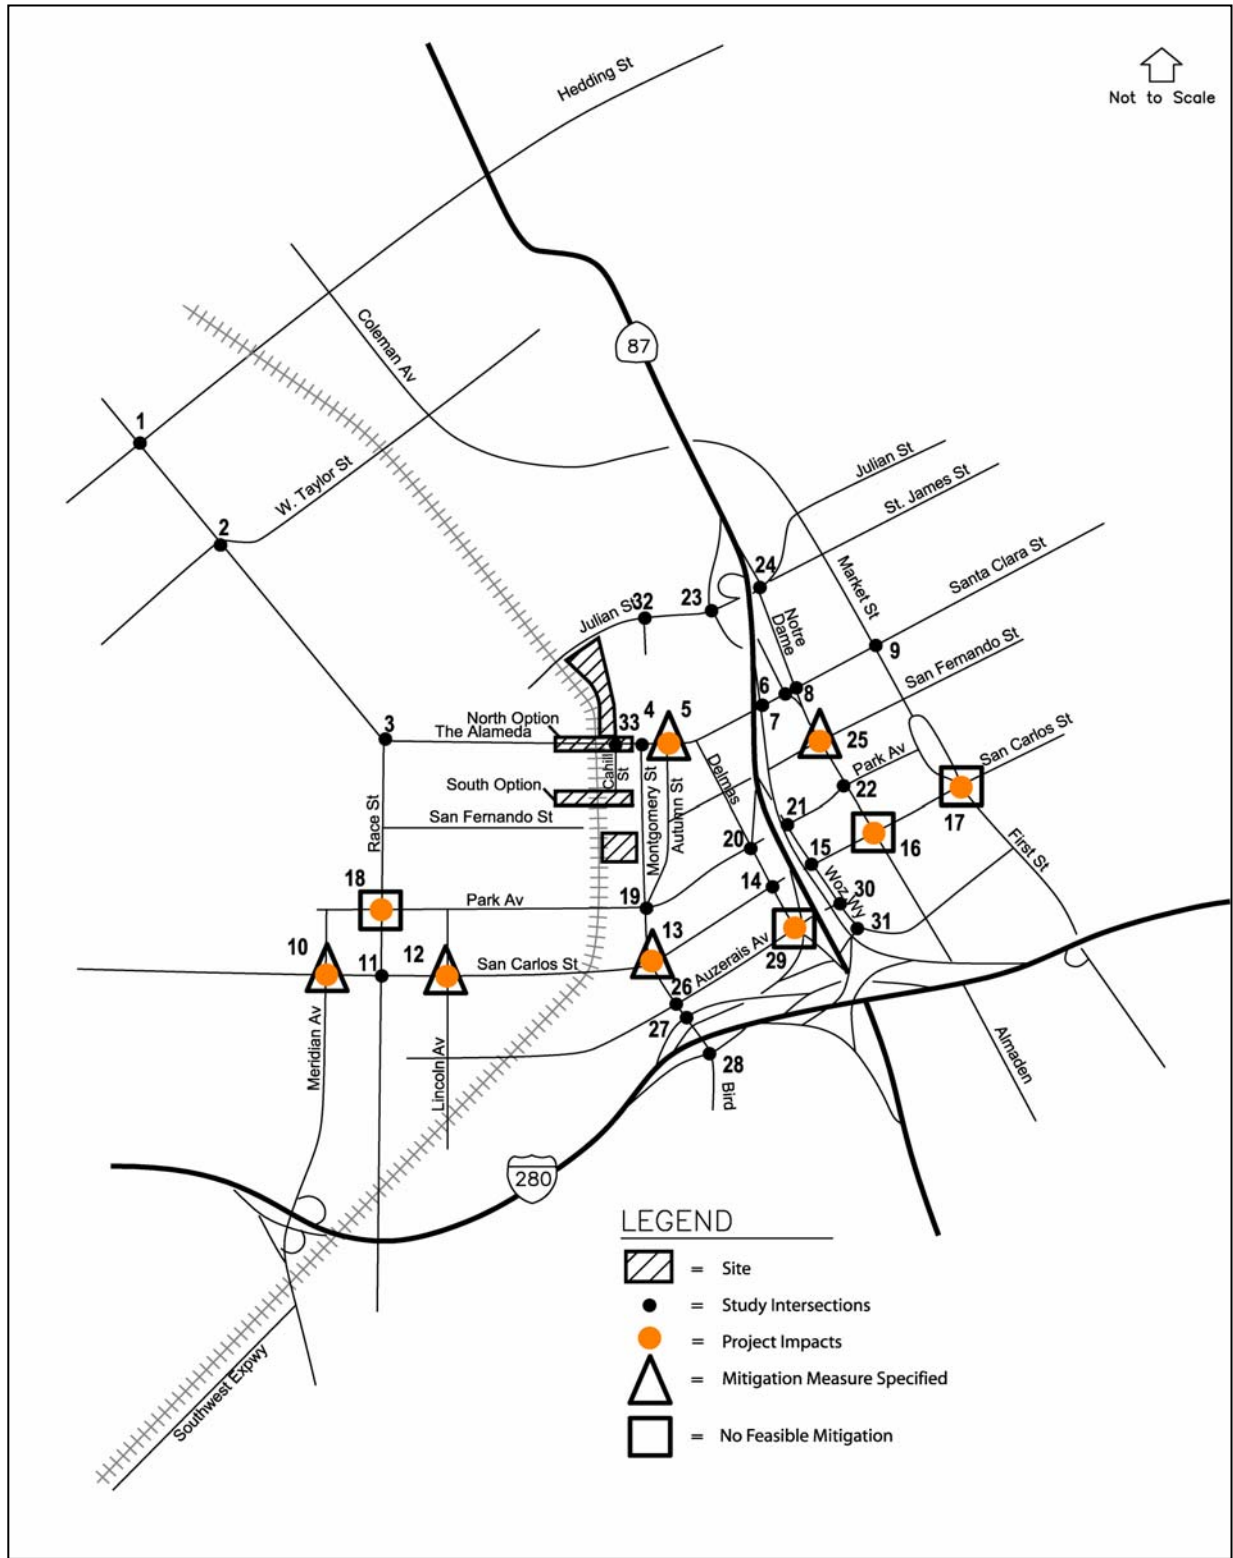 Hedding St
Not to Scale
87
Coleman Av
1
W. Taylor St
2
Julian St
St. James St
Santa Clara St
Market St
24
Notre
Dame
23
Julian St
32
9
San Fernando St
6
8
7
3
North Option
The Alameda
33
4
5
25
Park Av
San Carlos St
Cahill
St
Delmas
South Option
Montgomery St
Autumn St
22
17
San Fernando St
Race St
21
20
15
16
First St
Woz Wy
14
30
31
18
Park Av
19
13
10
11
12
San Carlos St
Auzerais Av
29
26
27
28
Bird
Almaden
Meridian Av
Lincoln Av
280
Southwest Expwy
LEGEND
= Site
= Study Intersections
= Project Impacts
= Mitigation Measure Specified
= No Feasible Mitigation